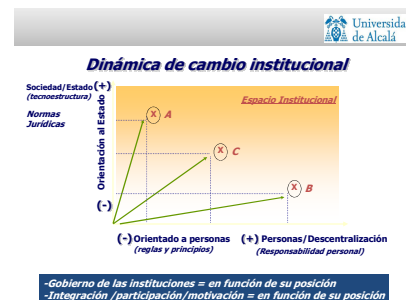 Universida
de Alcalá
Dinámica de cambio institucional
Sociedad/Estado (+)
(tecnoestructura)
Normas
Jurídicas
Orientación al Estado
(-)
Espacio Institucional
X A
X C
X B
(-) Orientado a personas (+) Personas/Descentralización
(reglas y principios) (Responsabilidad personal)
-Gobierno de las instituciones = en función de su posición
-Integración /participación/motivación = en función de su posición